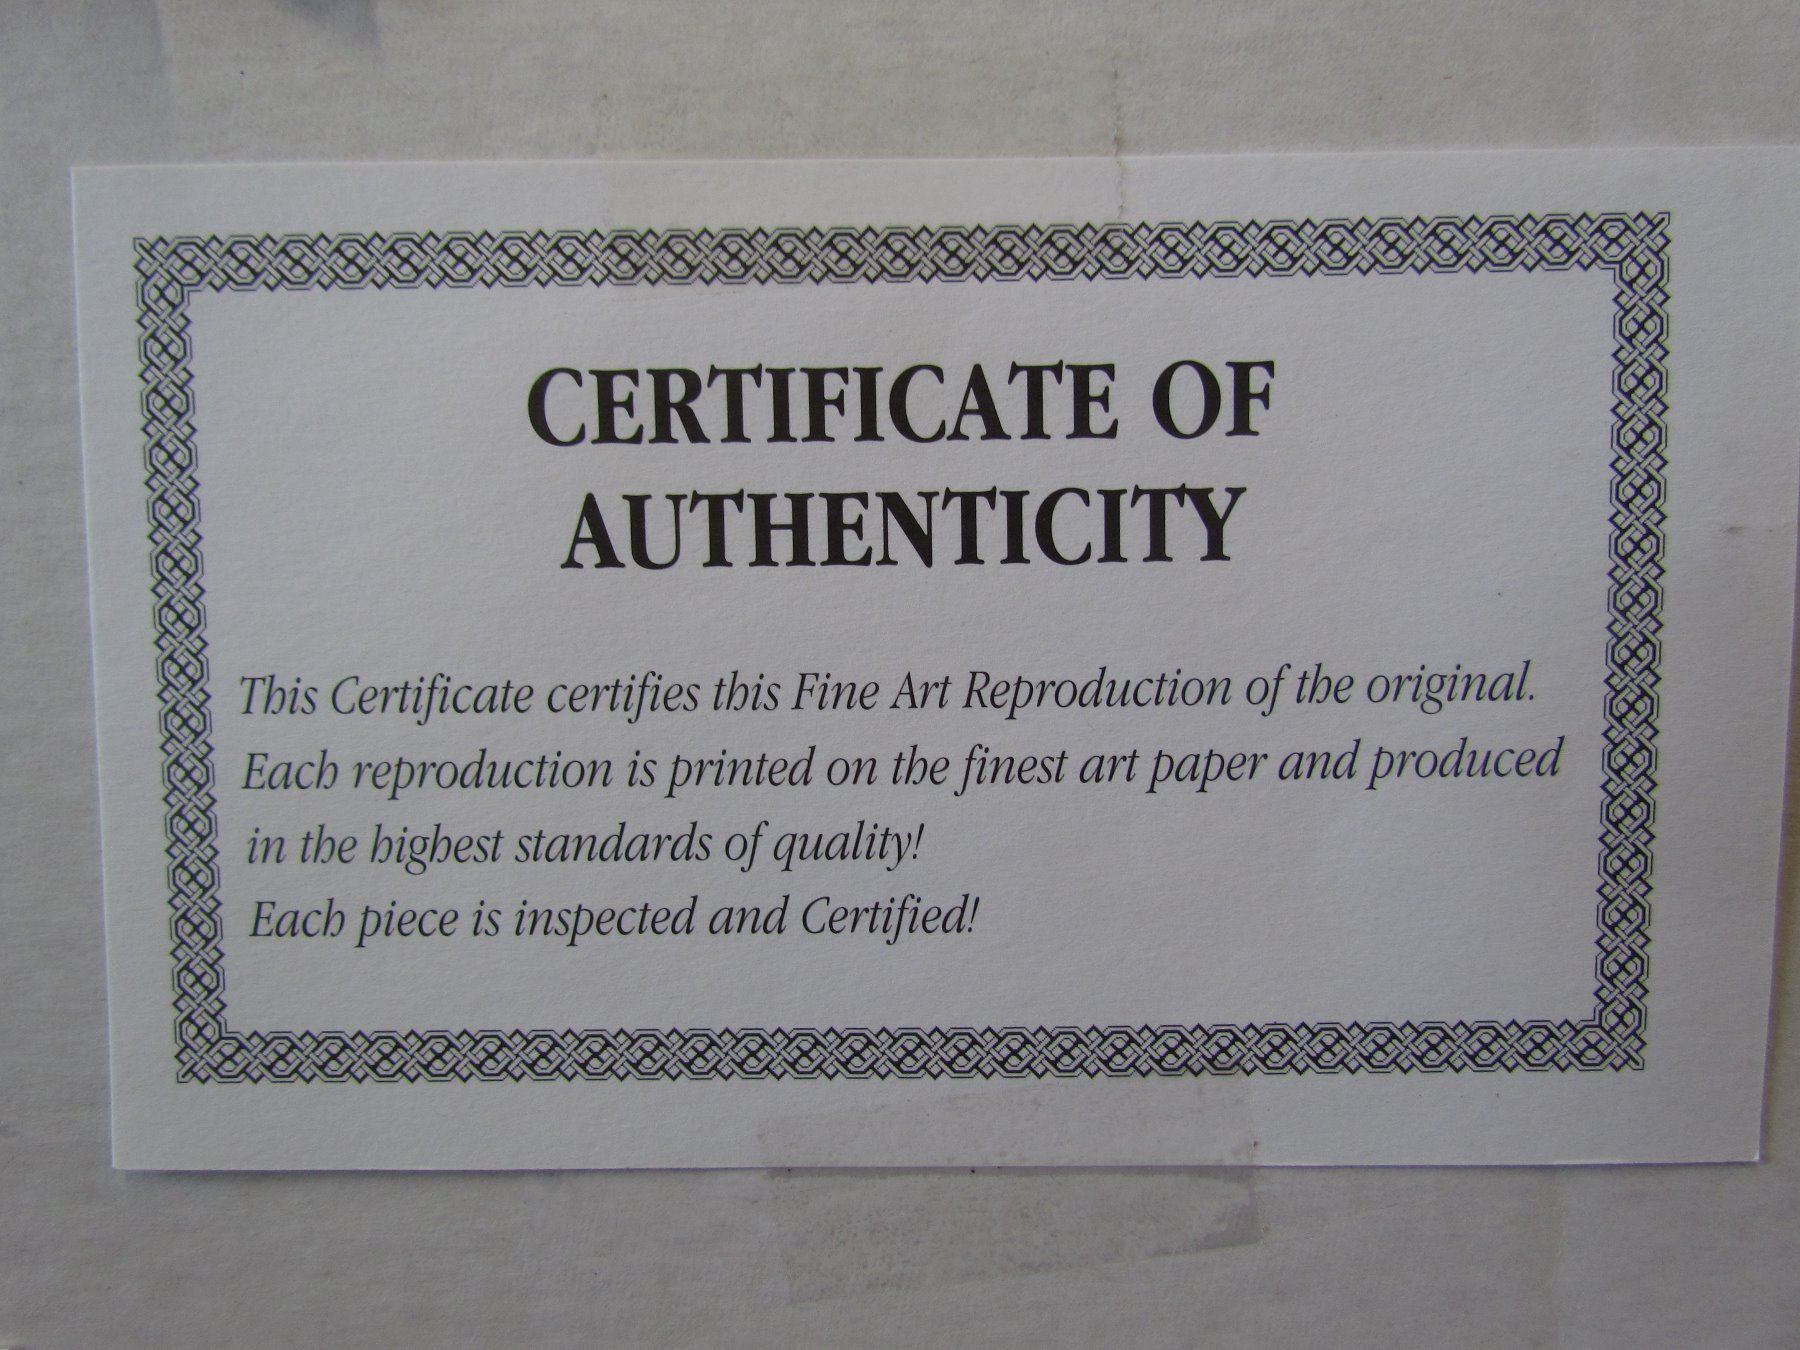 CERTIFICATE OF
AUTHENTICITY
This Certificate certifies this Fine Art Reproduction of the original.
Each reproduction is printed on the finest art paper and produced
in the highest standards of quality!
Each piece is inspected and Certified!